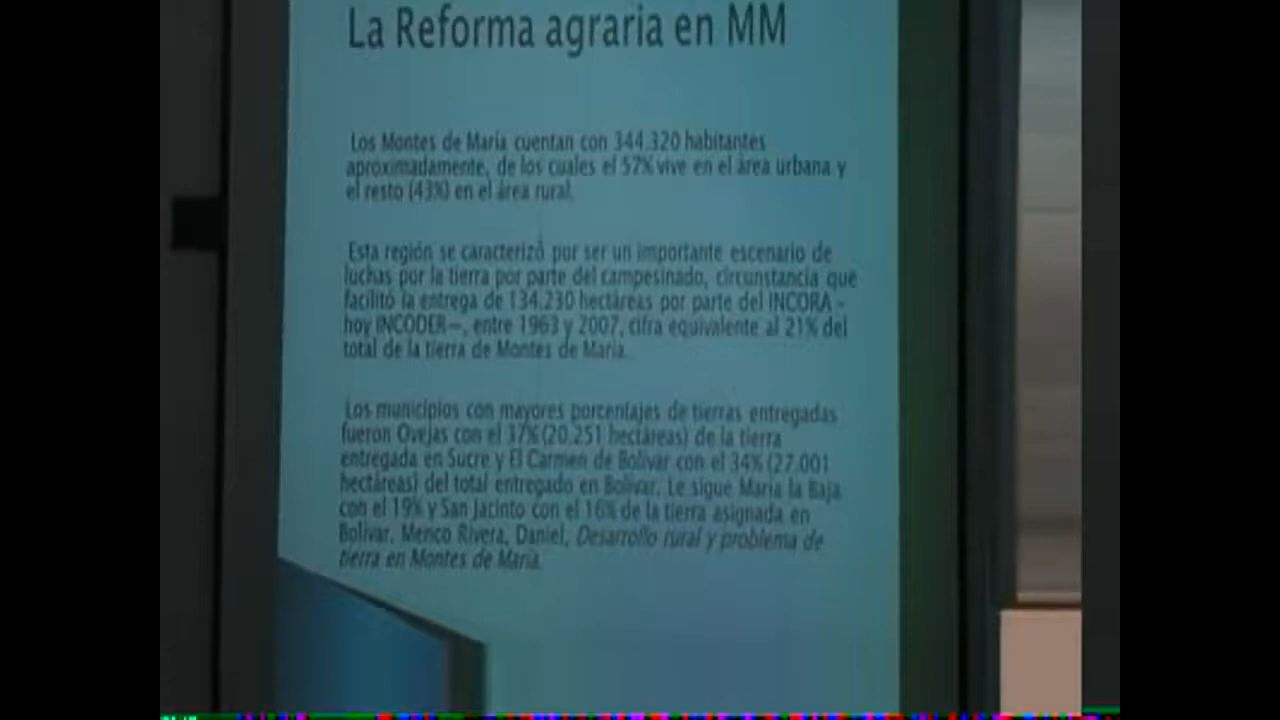 La Reforma agraria en MM
Los Montes de María cuentan con 344.320 habitantes
aproximadamente, de los cuales el 57% vive en el área urbana y
el resto (43%) en el área rural.
Esta región se caracterizó por ser un importante escenario de
luchas por la tierra por parte del campesinado, circunstancia que
facilitó la entrega de 134.230 hectáreas por parte del INCORA -
hoy INCODER–, entre 1963 y 2007, cifra equivalente al 21% del
total de la tierra de Montes de María.
Los municipios con mayores porcentajes de tierras entregadas
fueron Ovejas con el 37% (20.251 hectáreas) de la tierra
entregada en Sucre y El Carmen de Bolívar con el 34% (27.001
hectáreas) del total entregado en Bolívar. Le sigue María la Baja
con el 19% y San Jacinto con el 16% de la tierra asignada en
Bolívar. Menco Rivera, Daniel, Desarrollo rural y problema de
tierra en Montes de María.